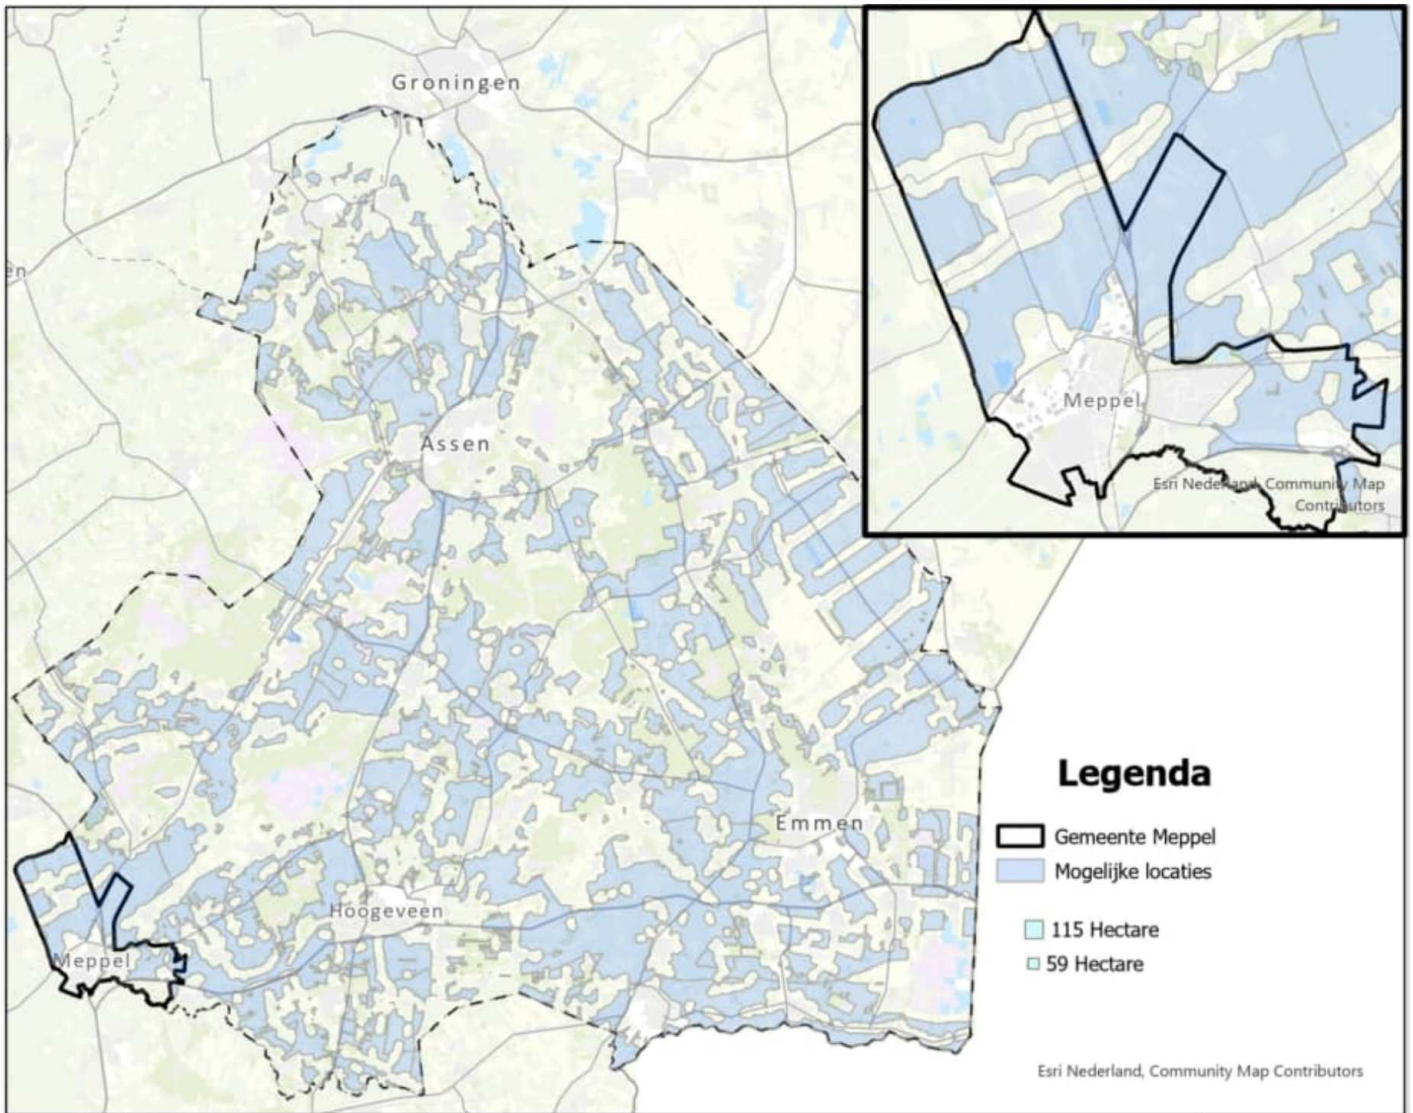 Groningen
en
Assen
Emmen
Hoogeveen
Meppel
Meppel
Esri Nederland, Community Map
Contributors
Legenda
Gemeente Meppel
Mogelijke locaties
115 Hectare
59 Hectare
Esri Nederland, Community Map Contributors